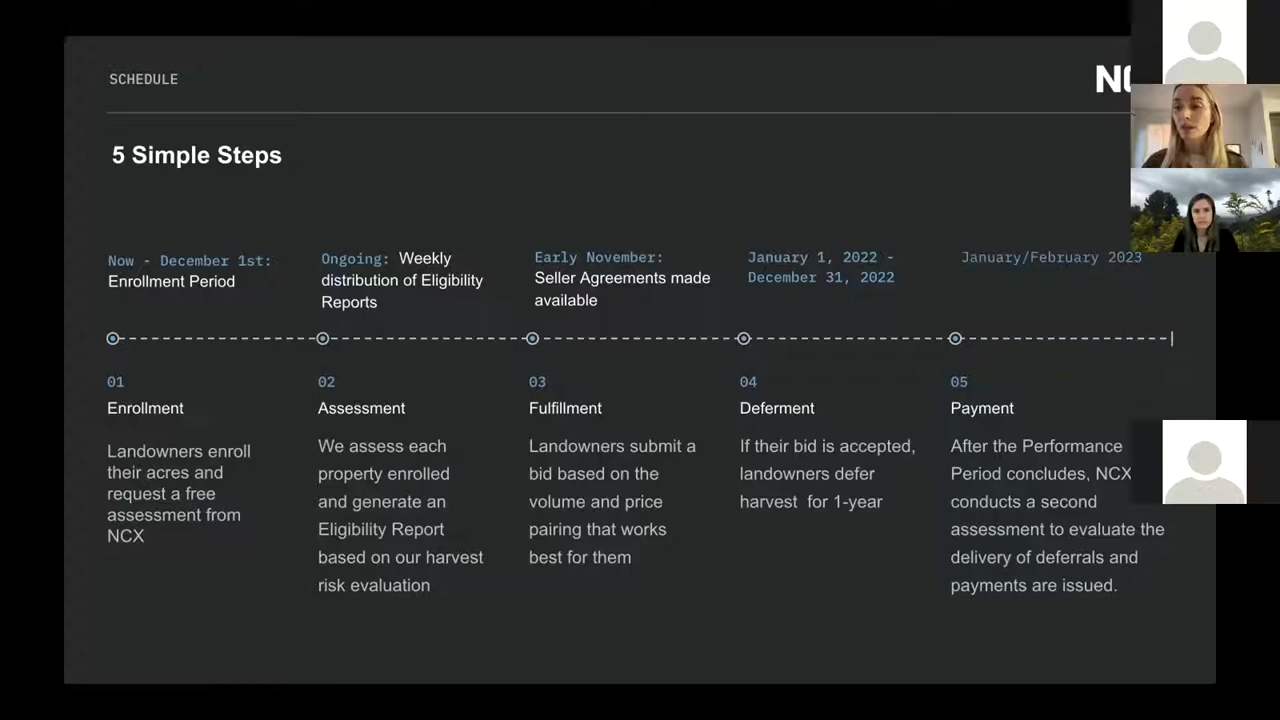 SCHEDULE
5 Simple Steps
Now - December 1st:
Enrollment Period
Ongoing: Weekly
distribution of Eligibility
Reports
Early November:
Seller Agreements made
available
January 1, 2022 -
December 31, 2022
January/February 2023
01
Enrollment
Landowners enroll
their acres and
request a free
assessment from
NCX
02
Assessment
We assess each
property enrolled
and generate an
Eligibility Report
based on our harvest
risk evaluation
03
Fulfillment
Landowners submit a
bid based on the
volume and price
pairing that works
best for them
04
Deferment
If their bid is accepted,
landowners defer
harvest for 1-year
05
Payment
After the Performance
Period concludes, NCX
conducts a second
assessment to evaluate the
delivery of deferrals and
payments are issued.